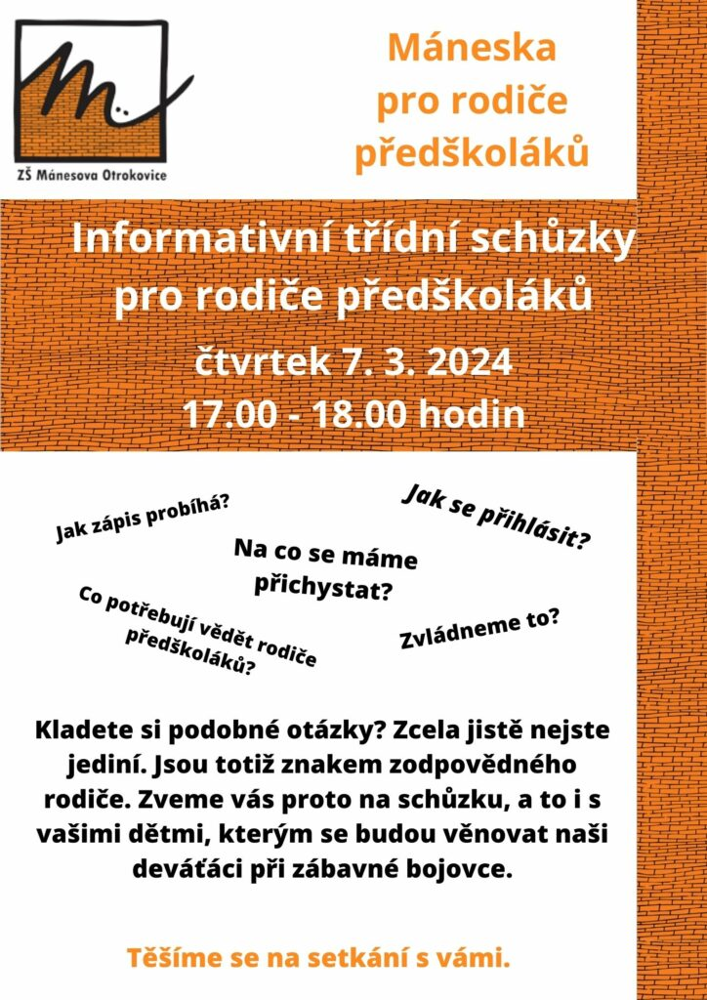 ZŠ Mánesova Otrokovice
Máneska
pro rodiče
předškoláků
Informativní třídní schůzky
pro rodiče předškoláků
čtvrtek 7. 3. 2024
17.00 - 18.00 hodin
Jak zápis probíhá?
Jak se přihlásit?
Na co se máme
přichystat?
Co potřebují vědět rodiče
předškoláků?
Zvládneme to?
Kladete si podobné otázky? Zcela jistě nejste
jediní. Jsou totiž znakem zodpovědného
rodiče. Zveme vás proto na schůzku, a to i s
vašimi dětmi, kterým se budou věnovat naši
deváťáci při zábavné bojovce.
Těšíme se na setkání s vámi.